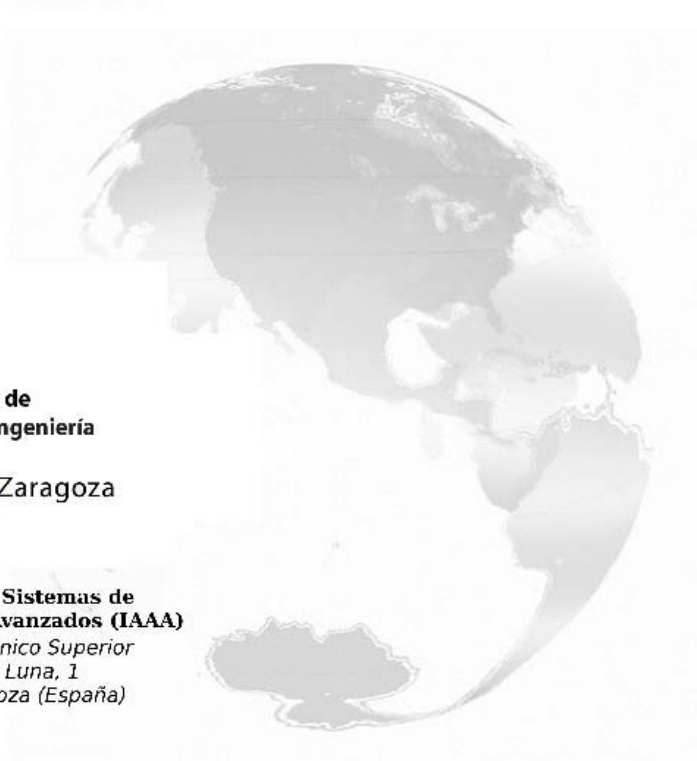 de
ngeniería
Zaragoza
Sistemas de
vanzados (IAAA)
nico Superior
Luna, 1
oza (España)